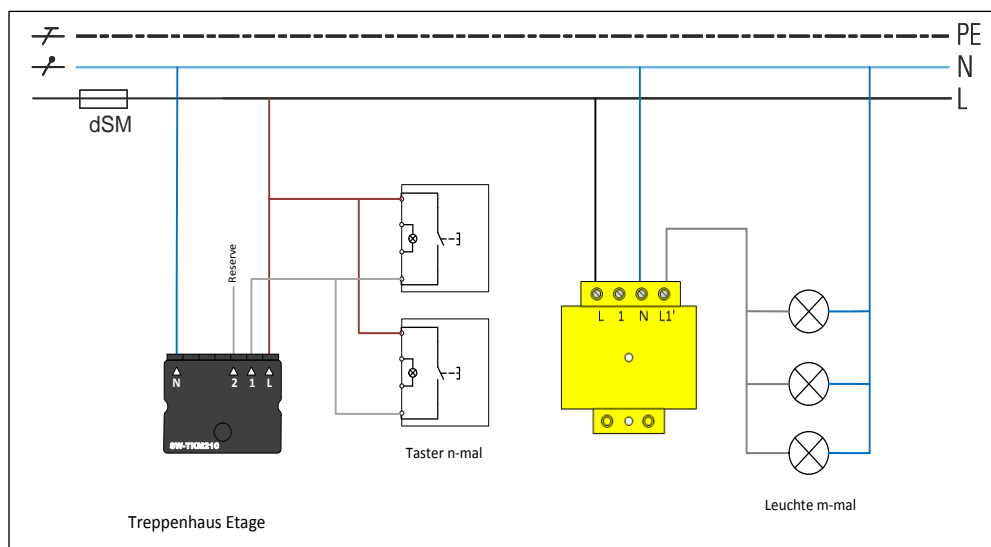 PE
N
L
dSM
Reserve
L 1 N L1'
N 2 1 L
SW-TKM210
Taster n-mal
Leuchte m-mal
Treppenhaus Etage